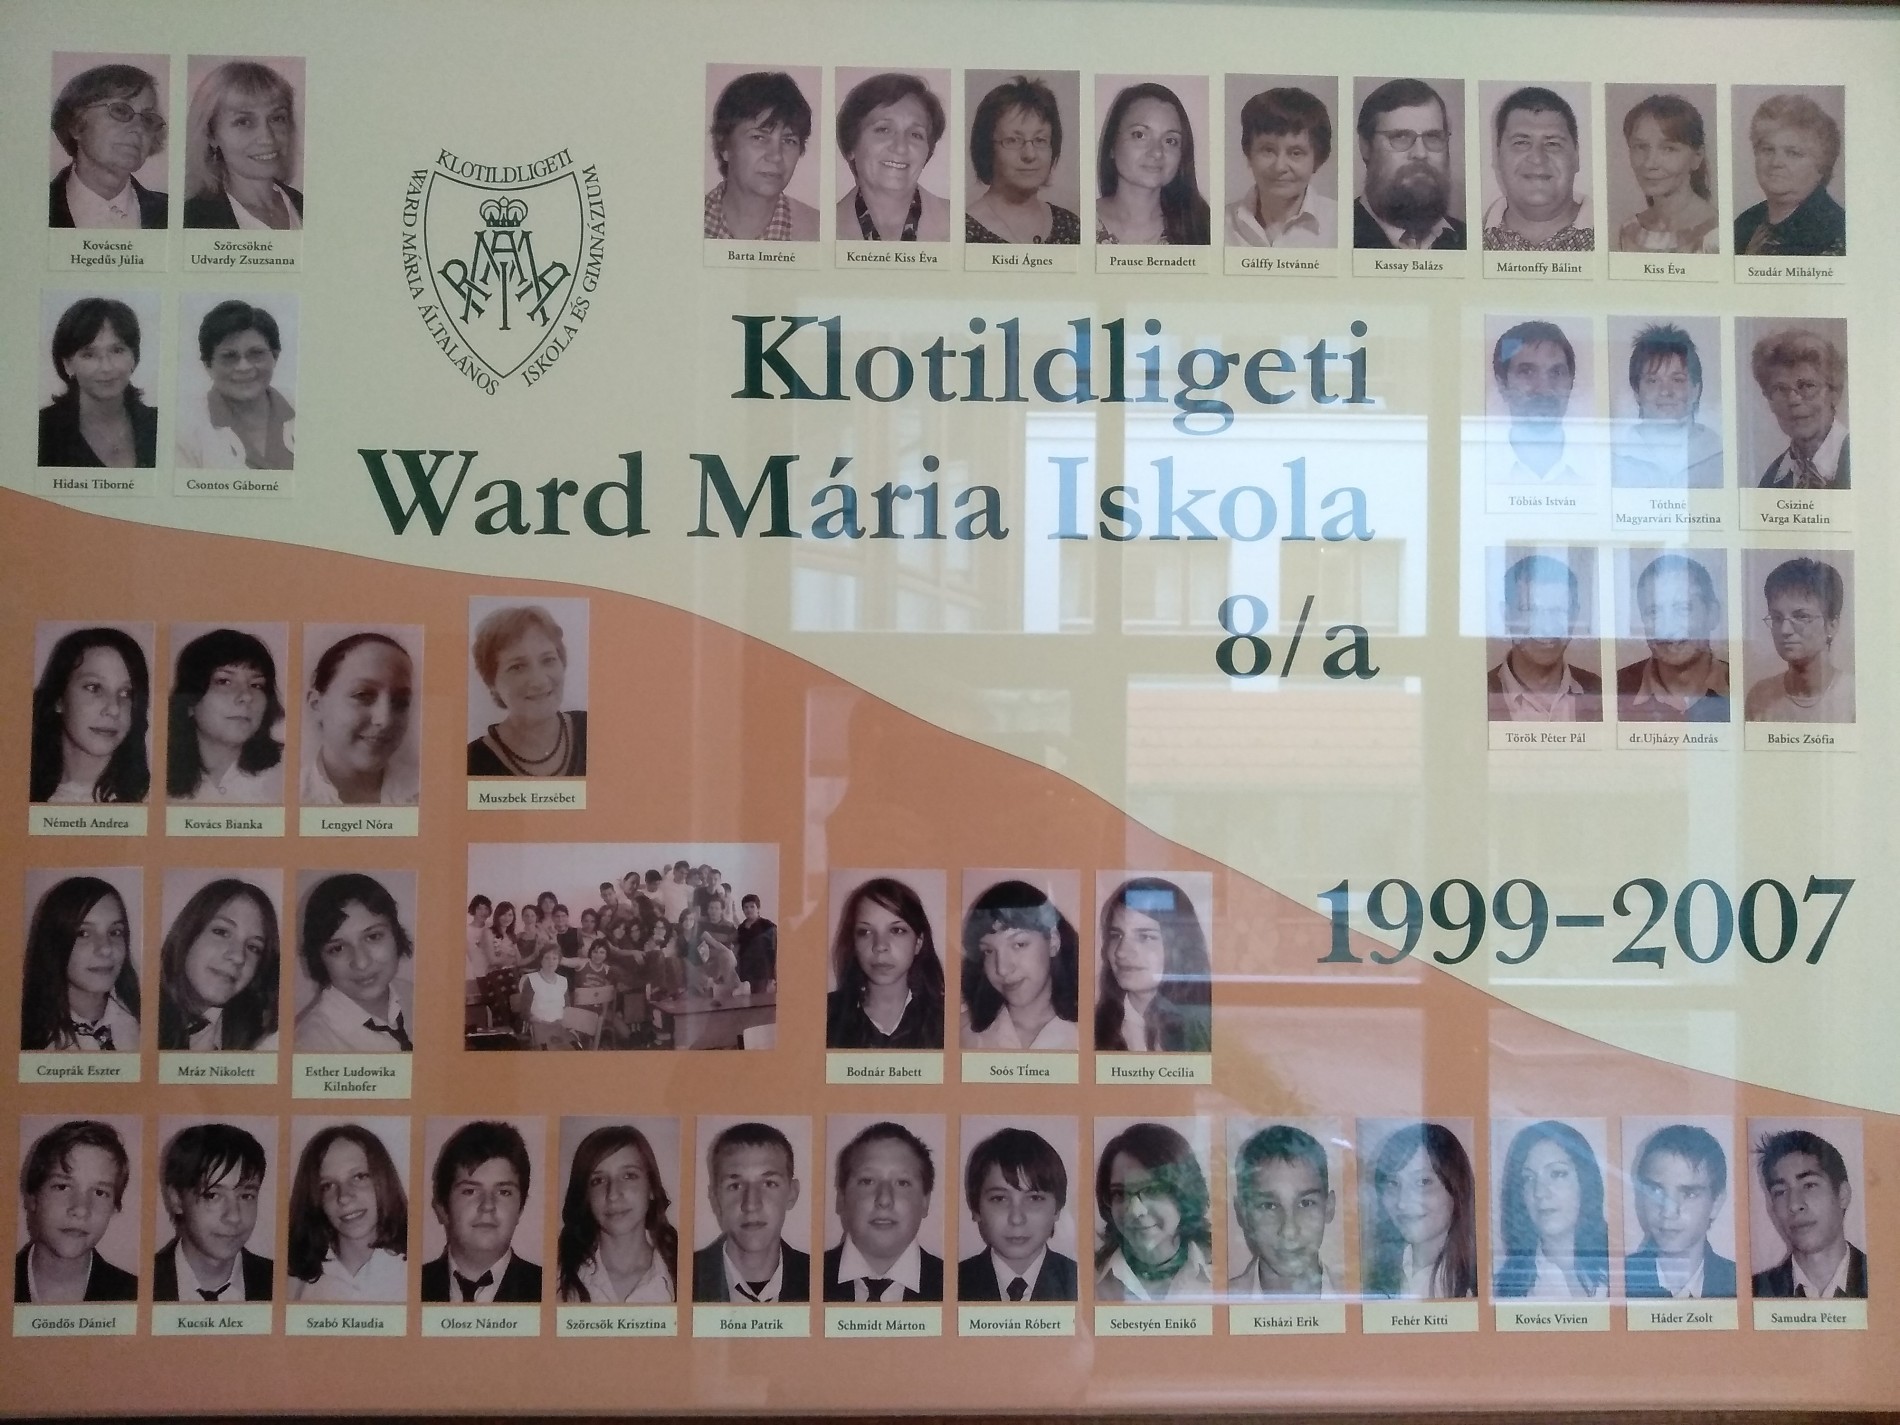 Kovácsné
Hegedűs Júlia
Szörcsökné
Udvardy Zsuzsanna
KLOTILDLIGETI
WARD MÁRIA ÁLTALÁNOS
ISKOLA ÉS GIMNÁZIUM
Barta Imréné
Kenézné Kiss Éva
Kisdi Ágnes
Prause Bernadett
Gálffy Istvánné
Kassay Balázs
Mártonffy Bálint
Kiss Éva
Szudár Mihályné
Hidasi Tiborné
Csontos Gáborné
Klotildligeti
Ward Mária Iskola
8/a
1999–2007
Tóbiás István
Tóthné
Magyarvári Krisztina
Csiziné
Varga Katalin
Török Péter Pál
dr.Ujházy András
Babics Zsófia
Németh Andrea
Kovács Bianka
Lengyel Nóra
Muszbek Erzsébet
Czuprák Eszter
Mráz Nikolett
Esther Ludowika
Kilnhofer
Bodnár Babett
Soós Tímea
Huszthy Cecília
Göndös Dániel
Kucsik Alex
Szabó Klaudia
Olosz Nándor
Szörcsök Krisztina
Bóna Patrik
Schmidt Márton
Morovián Róbert
Sebestyén Enikő
Kisházi Erik
Fehér Kitti
Kovács Vivien
Háder Zsolt
Samudra Péter